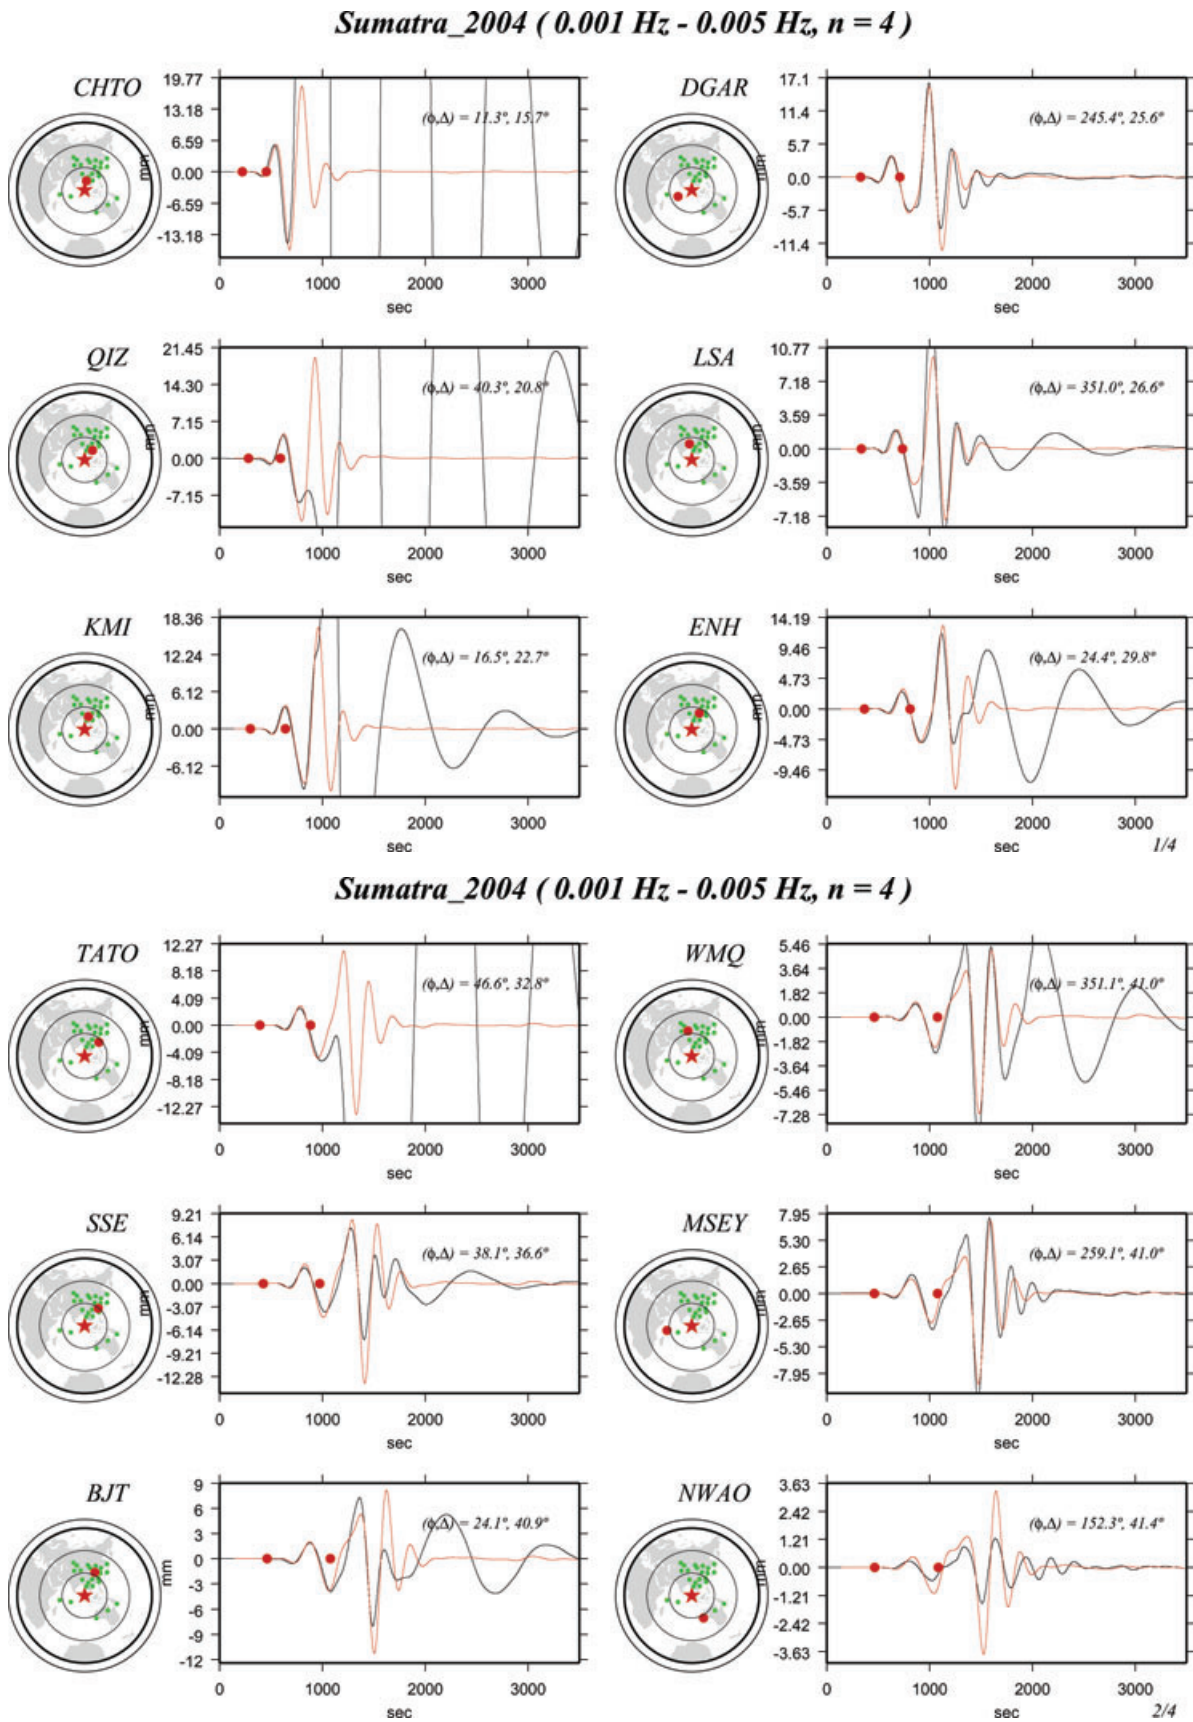 Sumatra_2004 ( 0.001 Hz - 0.005 Hz, n = 4 )
CHTO
mm
19.77
13.18
6.59
0.00
-6.59
-13.18
(ϕ,Δ) = 11.3°, 15.7°
0 1000 2000 3000
sec
DGAR
mm
17.1
11.4
5.7
0.0
-5.7
-11.4
(ϕ,Δ) = 245.4°, 25.6°
0 1000 2000 3000
sec
QIZ
mm
21.45
14.30
7.15
0.00
-7.15
(ϕ,Δ) = 40.3°, 20.8°
0 1000 2000 3000
sec
LSA
mm
10.77
7.18
3.59
0.00
-3.59
-7.18
(ϕ,Δ) = 351.0°, 26.6°
0 1000 2000 3000
sec
KMI
mm
18.36
12.24
6.12
0.00
-6.12
(ϕ,Δ) = 16.5°, 22.7°
0 1000 2000 3000
sec
ENH
mm
14.19
9.46
4.73
0.00
-4.73
-9.46
(ϕ,Δ) = 24.4°, 29.8°
0 1000 2000 3000
sec
1/4
Sumatra_2004 ( 0.001 Hz - 0.005 Hz, n = 4 )
TATO
mm
12.27
8.18
4.09
0.00
-4.09
-8.18
-12.27
(ϕ,Δ) = 46.6°, 32.8°
0 1000 2000 3000
sec
WMQ
mm
5.46
3.64
1.82
0.00
-1.82
-3.64
-5.46
-7.28
(ϕ,Δ) = 351.1°, 41.0°
0 1000 2000 3000
sec
SSE
mm
9.21
6.14
3.07
0.00
-3.07
-6.14
-9.21
-12.28
(ϕ,Δ) = 38.1°, 36.6°
0 1000 2000 3000
sec
MSEY
mm
7.95
5.30
2.65
0.00
-2.65
-5.30
-7.95
(ϕ,Δ) = 259.1°, 41.0°
0 1000 2000 3000
sec
BJT
mm
9
6
3
0
-3
-6
-9
-12
(ϕ,Δ) = 24.1°, 40.9°
0 1000 2000 3000
sec
NWAO
mm
3.63
2.42
1.21
0.00
-1.21
-2.42
-3.63
(ϕ,Δ) = 152.3°, 41.4°
0 1000 2000 3000
sec
2/4